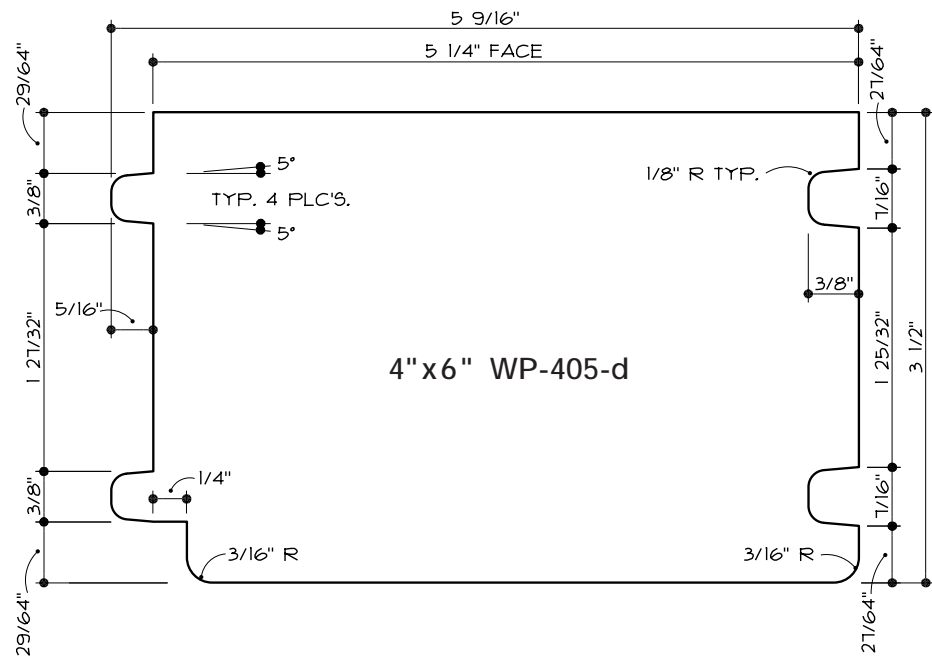 5 9/16"
5 1/4" FACE
29/64"
27/64"
5°
1/8" R TYP.
TYP. 4 PLC'S.
3/8"
7/16"
5°
3/8"
5/16"
1 27/32"
1 25/32"
3 1/2"
4"x6" WP-405-d
1/4"
3/8"
7/16"
3/16" R
3/16" R
29/64"
27/64"